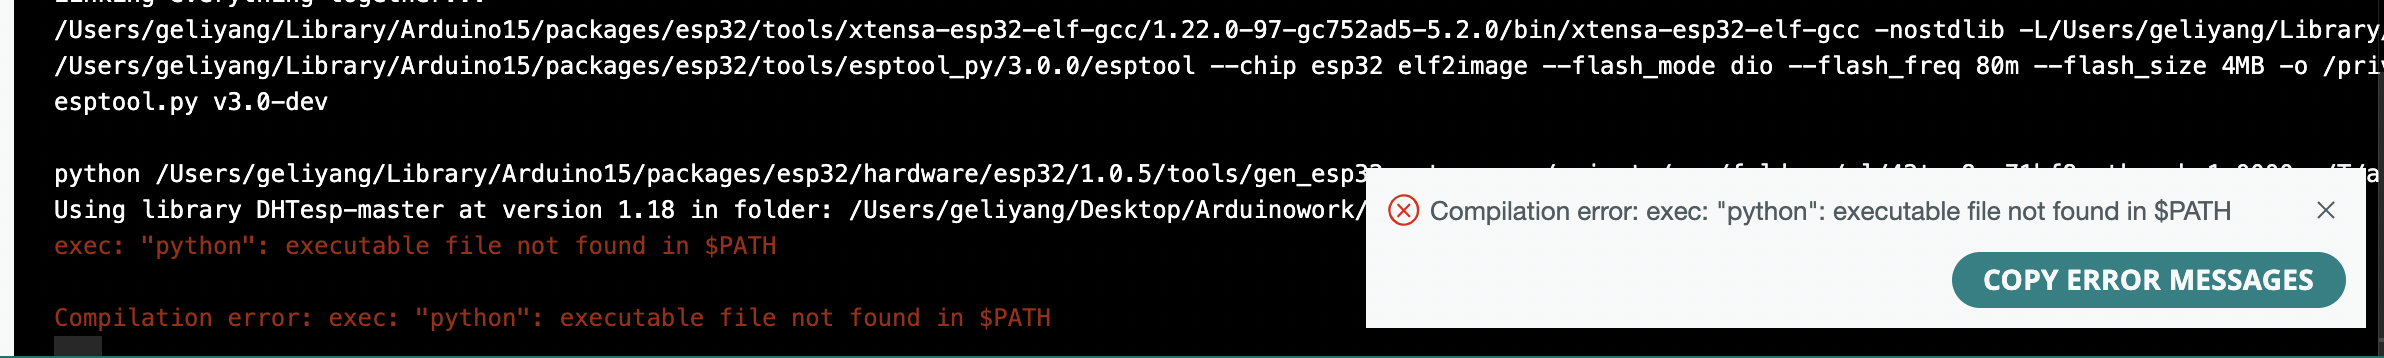 Linking everything together...
/Users/geliyang/Library/Arduino15/packages/esp32/tools/xtensa-esp32-elf-gcc/1.22.0-97-gc752ad5-5.2.0/bin/xtensa-esp32-elf-gcc -nostdlib -L/Users/geliyang/Library/
/Users/geliyang/Library/Arduino15/packages/esp32/tools/esptool_py/3.0.0/esptool --chip esp32 elf2image --flash_mode dio --flash_freq 80m --flash_size 4MB -o /pri
esptool.py v3.0-dev
python /Users/geliyang/Library/Arduino15/packages/esp32/hardware/esp32/1.0.5/tools/gen_esp32
Using library DHTesp-master at version 1.18 in folder: /Users/geliyang/Desktop/Arduinowork/
exec: "python": executable file not found in $PATH
Compilation error: exec: "python": executable file not found in $PATH
Compilation error: exec: "python": executable file not found in $PATH
COPY ERROR MESSAGES